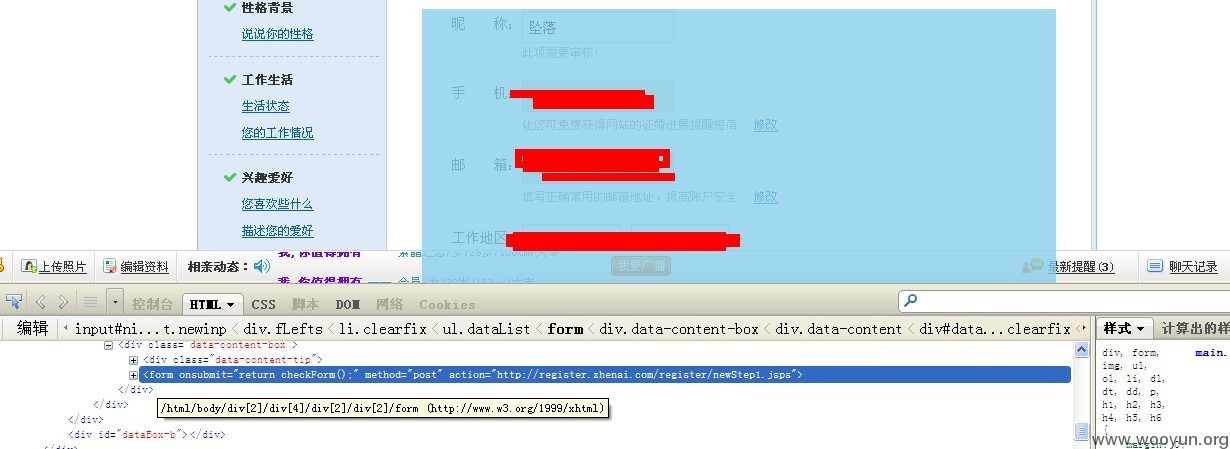 性格背景
说说你的性格
工作生活
生活状态
您的工作情况
兴趣爱好
您喜欢些什么
描述您的爱好
昵 称: 坠落
此项需要审核!
手 机:
让您可免费获得网站的征婚进展提醒短信 修改
邮 箱:
填写正确常用的邮箱地址，提高账户安全 修改
工作地区
我要广播
上传照片 编辑资料 相亲动态： 最新提醒(3) 聊天记录
控制台 HTML CSS 脚本 DOM 网络 Cookies
编辑 input#ni...t.newinp < div.fLefts < li.clearfix < ul.dataList < form < div.data-content-box < div.data-content < div#data...clearfix
样式 计算出的样
<div class="data-content-box">
<div class="data-content-tip">
<form onsubmit="return checkForm();" method="post" action="http://register.zhenai.com/register/newStep1.jsps">
</div>
/html/body/div[2]/div[4]/div[2]/div[2]/form (http://www.w3.org/1999/xhtml)
</div>
</div>
<div id="dataBox-b"></div>
</div>
div, form, main.
img, ul,
ol, li, dl,
dt, dd, p,
h1, h2, h3,
h4, h5, h6
{
www.wooyun.org